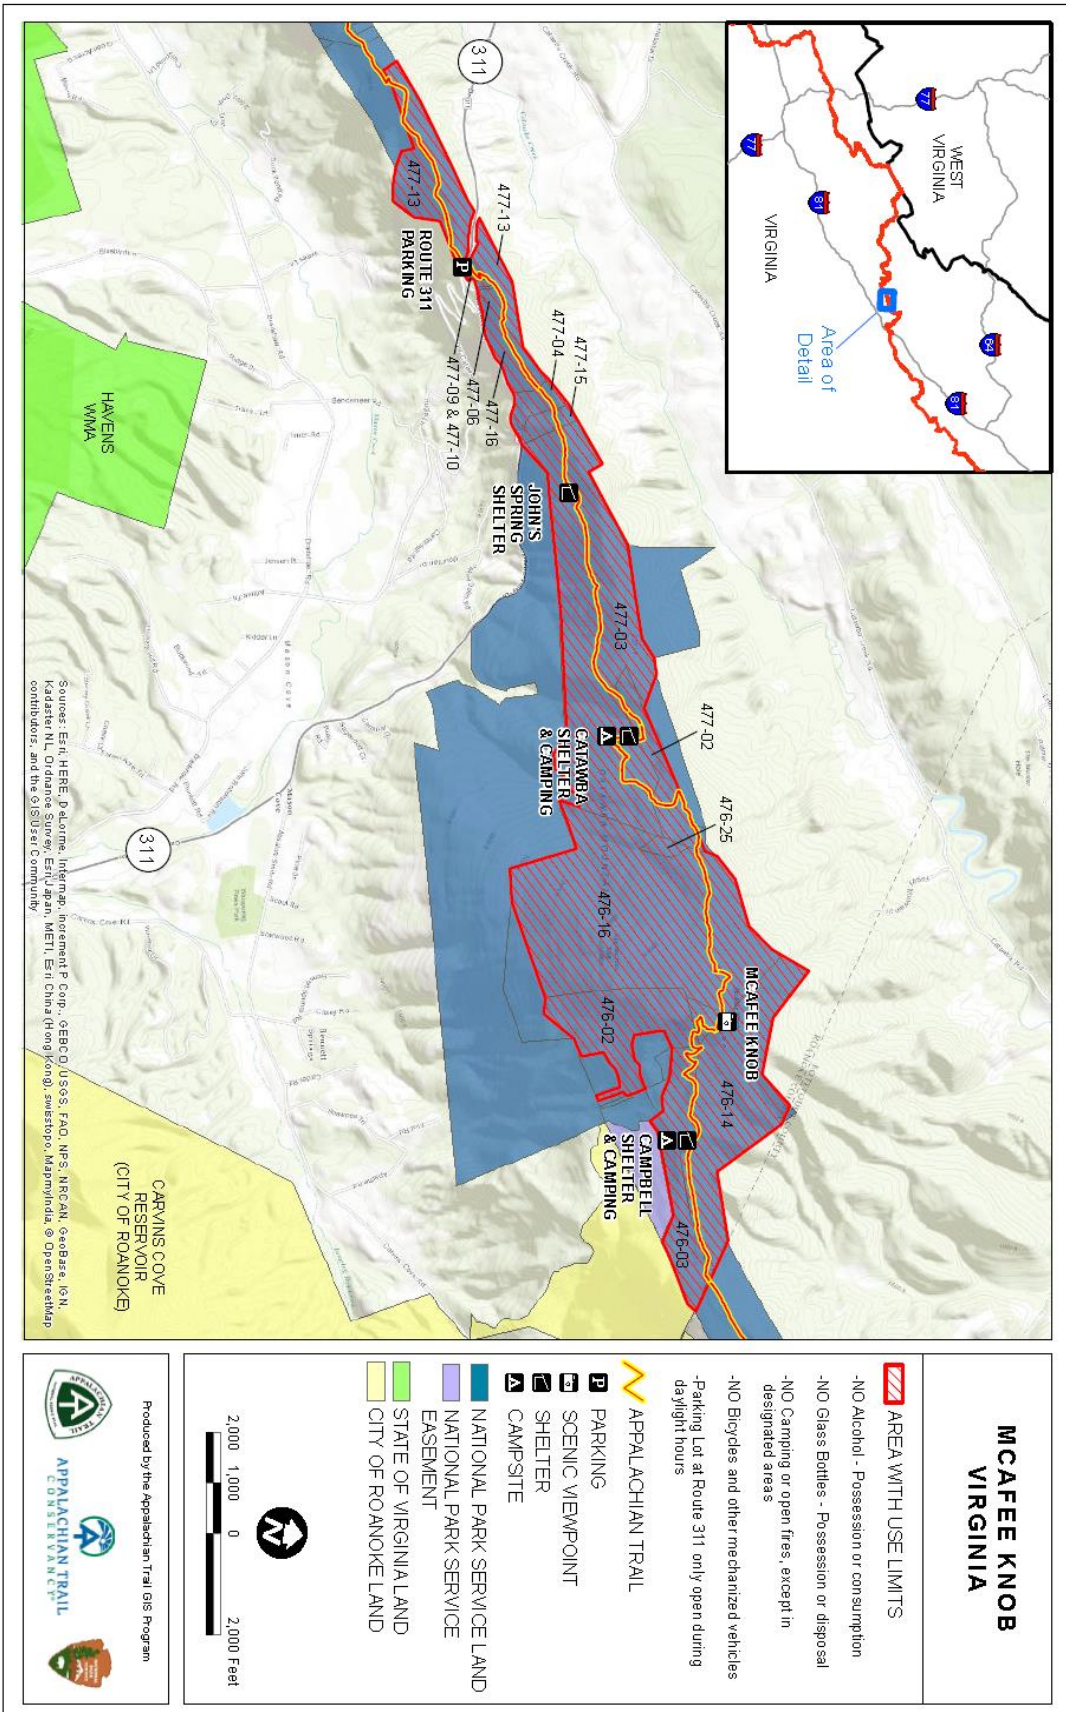 MCAFEE KNOB
VIRGINIA
AREA WITH USE LIMITS
-NO Alcohol - Possession or consumption
-NO Glass Bottles - Possession or disposal
-NO Camping or open fires, except in
designated areas
-NO Bicycles and other mechanized vehicles
-Parking Lot at Route 311 only open during
daylight hours
APPALACHIAN TRAIL
PARKING
SCENIC VIEWPOINT
SHELTER
CAMPSITE
NATIONAL PARK SERVICE LAND
NATIONAL PARK SERVICE
EASEMENT
STATE OF VIRGINIA LAND
CITY OF ROANOKE LAND
N
2,000 1,000 0 2,000 Feet
Produced by the Appalachian Trail GIS Program
APPALACHIAN TRAIL
APPALACHIAN TRAIL
CONSERVANCY
WEST
VIRGINIA
VIRGINIA
77
77
81
81
64
Area of
Detail
311
477-13
477-13
ROUTE 311
PARKING
P
477-04
477-15
477-16
477-06
477-09 & 477-10
JOHN'S
SPRING
SHELTER
477-03
477-02
CATAWBA
SHELTER
& CAMPING
476-25
476-16
476-02
MCAFEE KNOB
476-14
CAMPBELL
SHELTER
& CAMPING
476-03
HAVENS
WMA
311
Mason
Cove
CARVINS COVE
RESERVOIR
(CITY OF ROANOKE)
Sources: Esri, HERE, DeLorme, Intermap, increment P Corp., GEBCO, USGS, FAO, NPS, NRCAN, GeoBase, IGN,
Kadaster NL, Ordnance Survey, Esri Japan, METI, Esri China (Hong Kong), swisstopo, MapmyIndia, © OpenStreetMap
contributors, and the GIS User Community